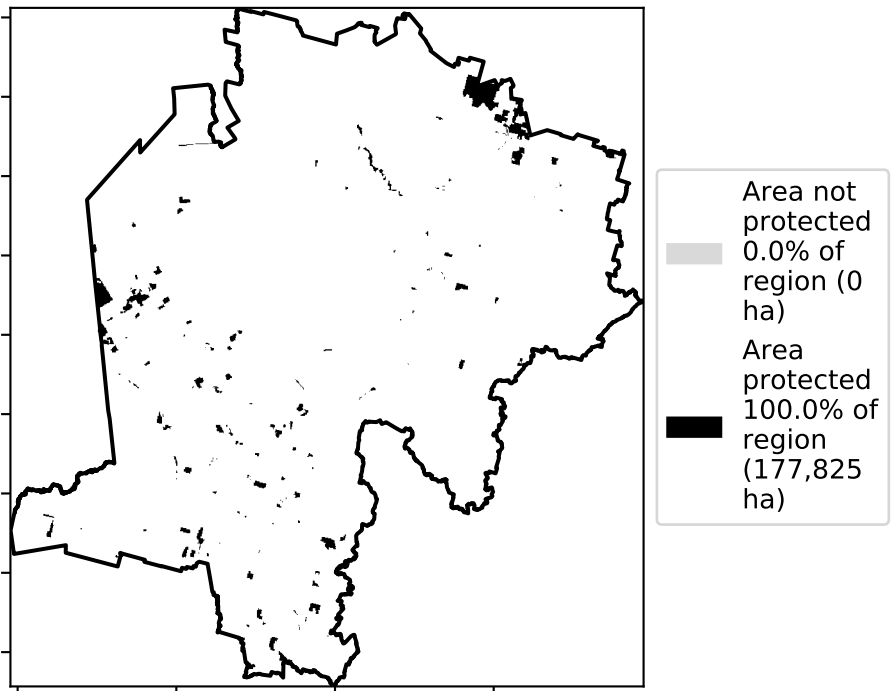 Area not
protected
0.0% of
region (0
ha)
Area
protected
100.0% of
region
(177,825
ha)